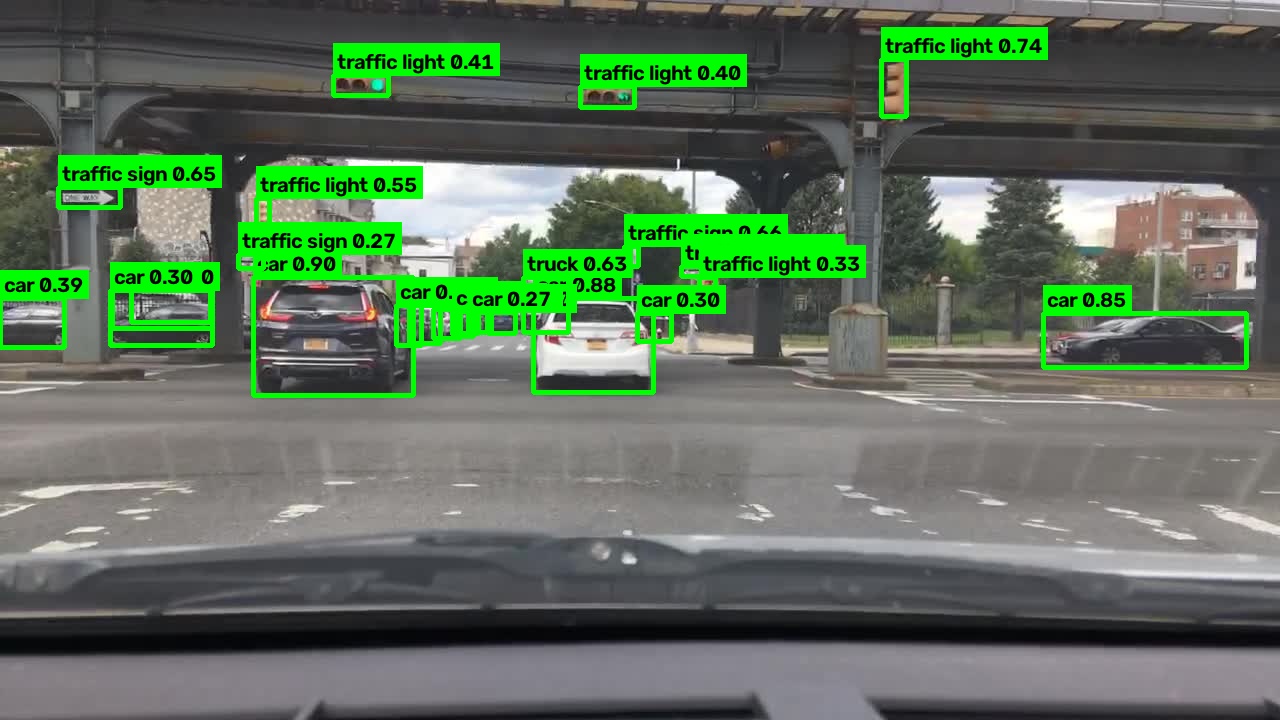 traffic light 0.41
traffic light 0.40
traffic light 0.74
traffic sign 0.65
ONE WAY
traffic light 0.55
traffic sign 0.27
traffic sign 0.66
traffic light 0.33
car 0.90
truck 0.63
0.88
car 0.39
car 0.30 0
car 0.
car 0.27
car 0.30
car 0.85